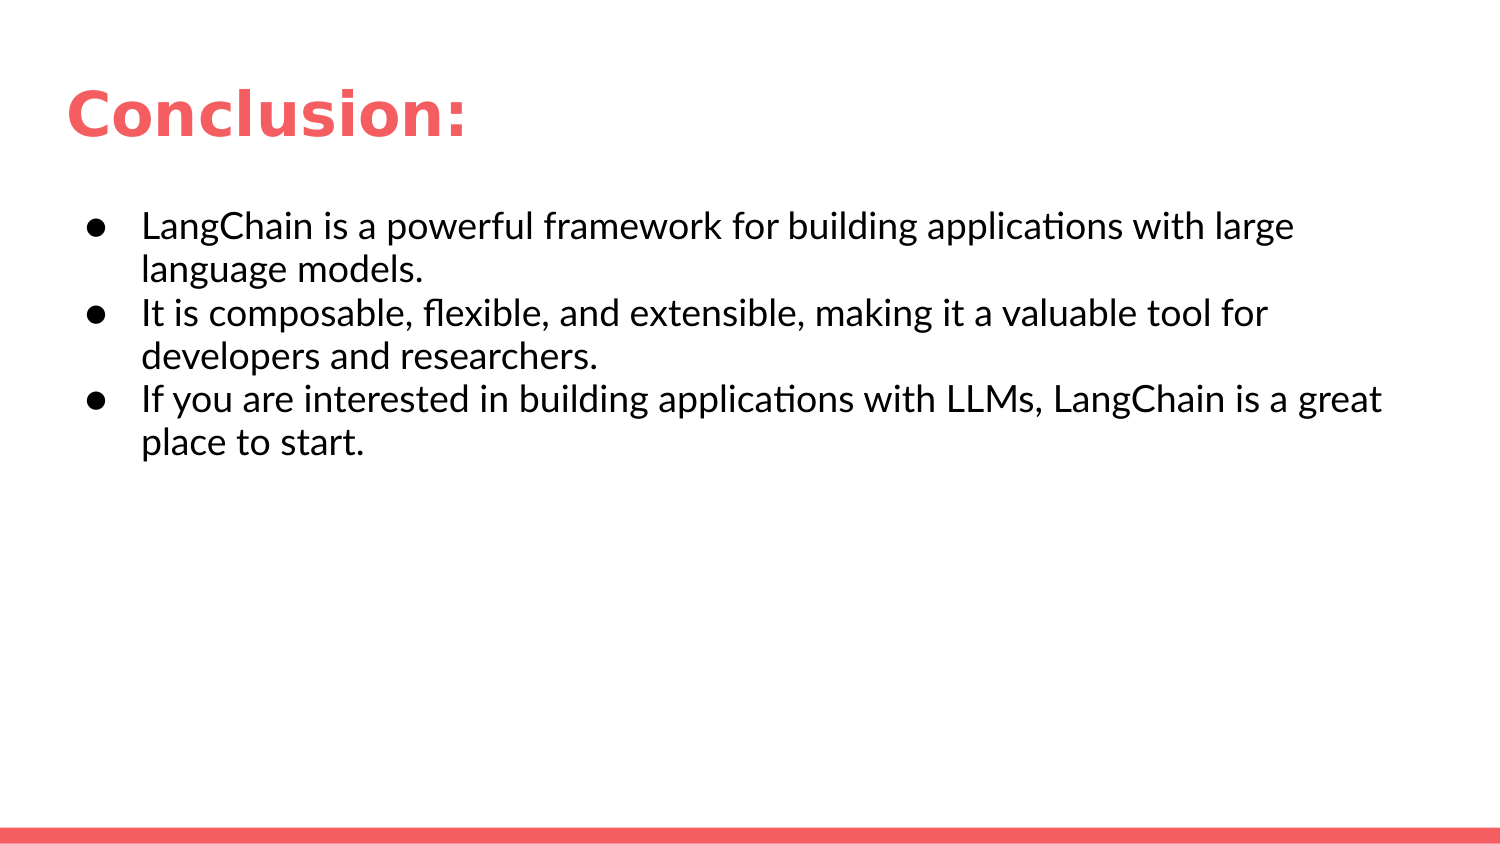 Conclusion:
● LangChain is a powerful framework for building applications with large
language models.
● It is composable, flexible, and extensible, making it a valuable tool for
developers and researchers.
● If you are interested in building applications with LLMs, LangChain is a great
place to start.